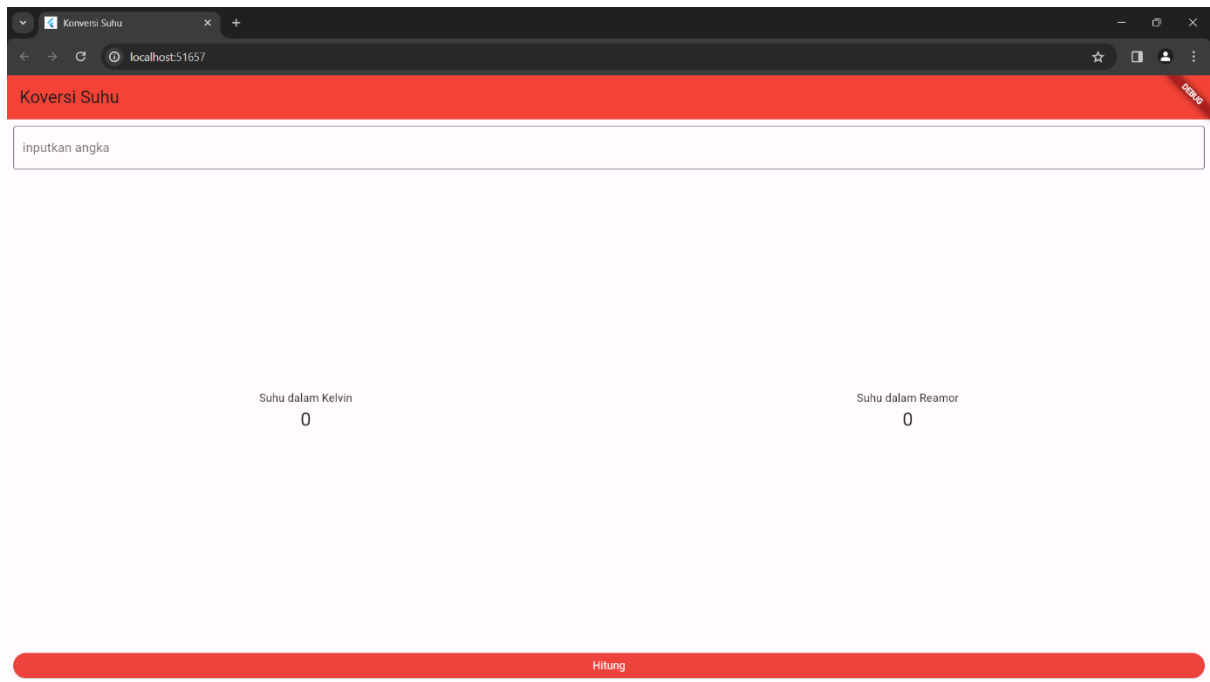 Konversi Suhu
localhost:51657
Koversi Suhu
DEBUG
inputkan angka
Suhu dalam Kelvin
0
Suhu dalam Reamor
0
Hitung